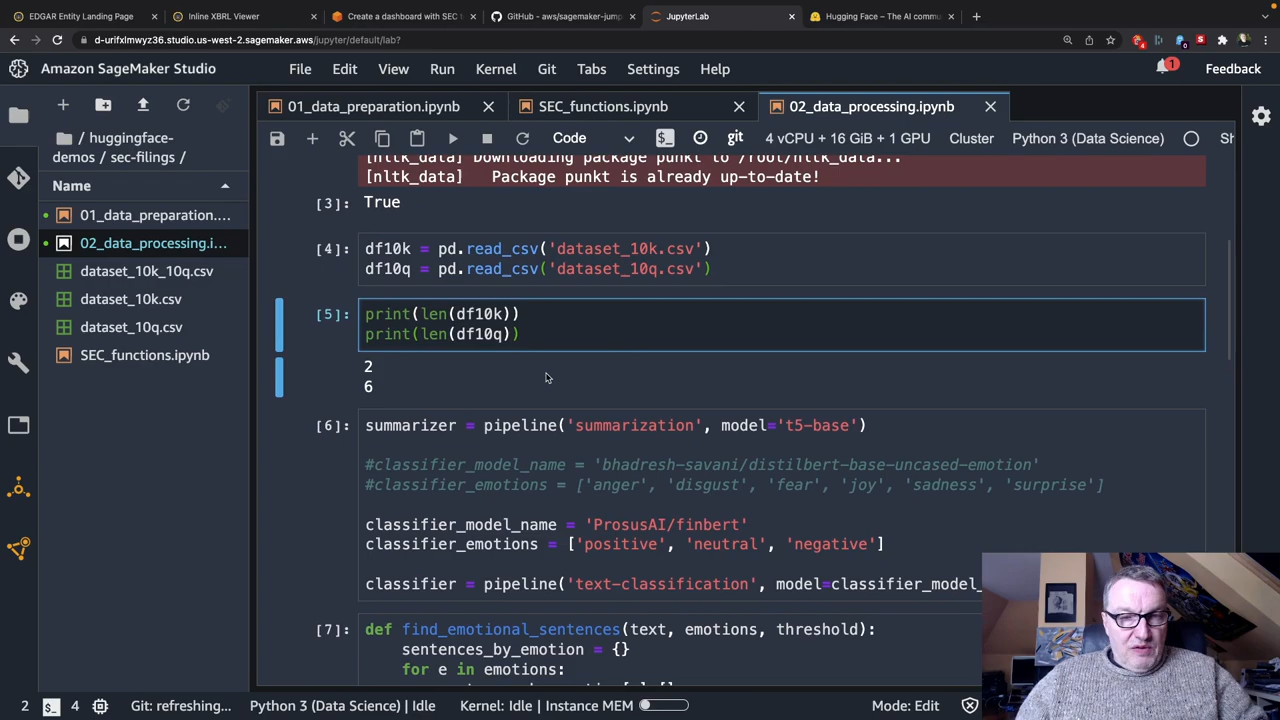 EDGAR Entity Landing Page
Inline XBRL Viewer
Create a dashboard with SEC
GitHub - aws/sagemaker-jump
JupyterLab
Hugging Face – The AI commu
d-urifxlmwyz36.studio.us-west-2.sagemaker.aws/jupyter/default/lab?
Amazon SageMaker Studio
File Edit View Run Kernel Git Tabs Settings Help
1
Feedback
01_data_preparation.ipynb
SEC_functions.ipynb
02_data_processing.ipynb
Code
git
4 vCPU + 16 GiB + 1 GPU
Cluster
Python 3 (Data Science)
Sh
/ huggingface-
demos / sec-filings /
Name
01_data_preparation....
02_data_processing.i...
dataset_10k_10q.csv
dataset_10k.csv
dataset_10q.csv
SEC_functions.ipynb
[nltk_data] Downloading package punkt to /root/nltk_data...
[nltk_data]   Package punkt is already up-to-date!
[3]: True
[4]: df10k = pd.read_csv('dataset_10k.csv')
df10q = pd.read_csv('dataset_10q.csv')
[5]: print(len(df10k))
print(len(df10q))
2
6
[6]: summarizer = pipeline('summarization', model='t5-base')
#classifier_model_name = 'bhadresh-savani/distilbert-base-uncased-emotion'
#classifier_emotions = ['anger', 'disgust', 'fear', 'joy', 'sadness', 'surprise']
classifier_model_name = 'ProsusAI/finbert'
classifier_emotions = ['positive', 'neutral', 'negative']
classifier = pipeline('text-classification', model=classifier_model_
[7]: def find_emotional_sentences(text, emotions, threshold):
sentences_by_emotion = {}
for e in emotions:
2
4
Git: refreshing...
Python 3 (Data Science) | Idle
Kernel: Idle | Instance MEM
Mode: Edit